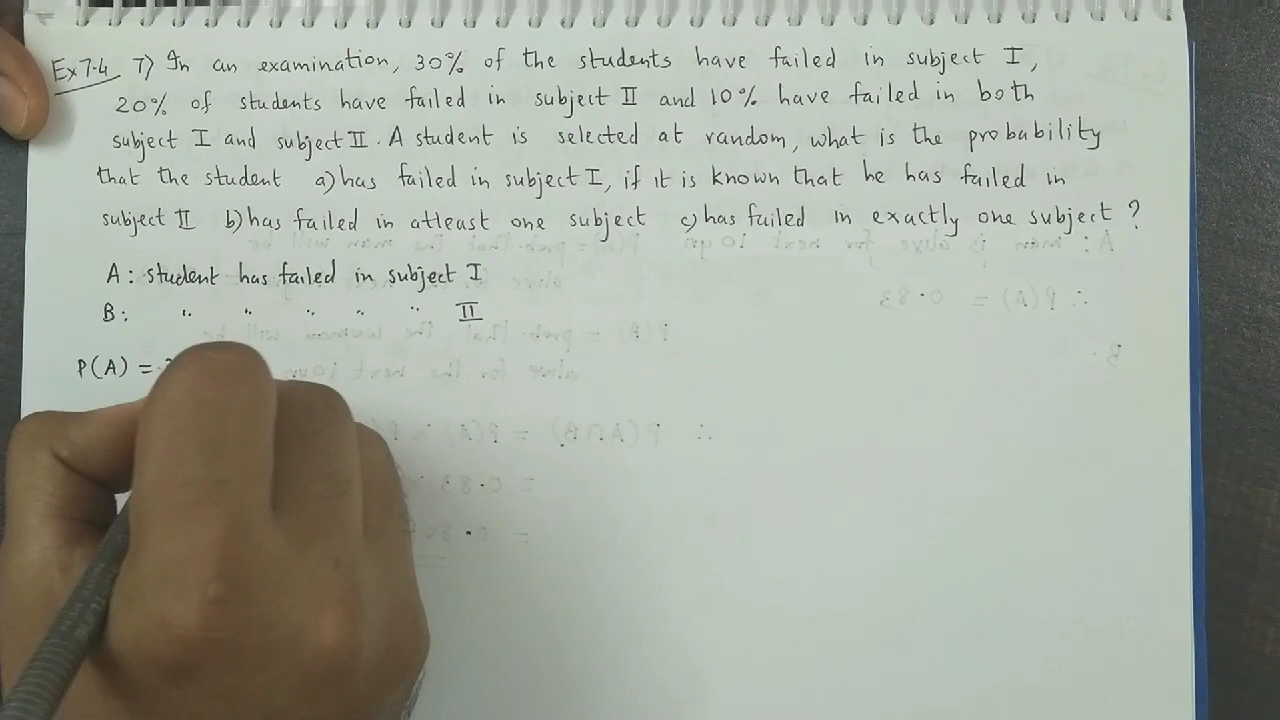 Ex 7.4 7) In an examination, 30% of the students have failed in subject I,
20% of students have failed in subject II and 10% have failed in both
subject I and subject II. A student is selected at random, what is the probability
that the student a) has failed in subject I, if it is known that he has failed in
subject II b) has failed in atleast one subject c) has failed in exactly one subject ?
A: student has failed in subject I
B: " " " " " II
P(A) =